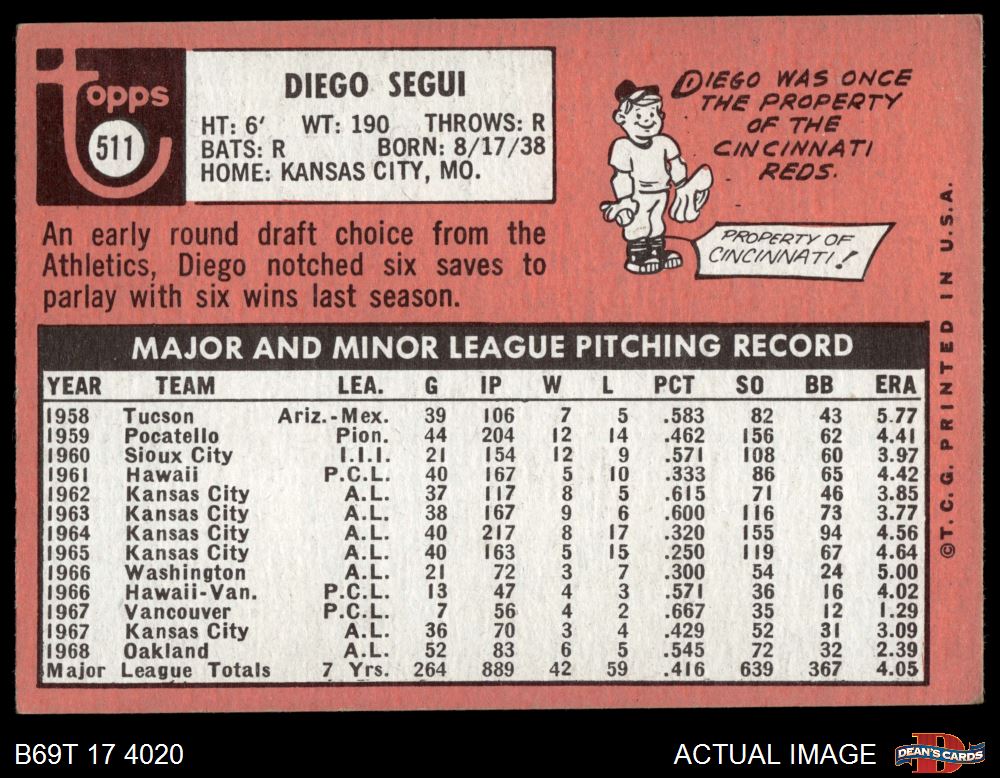 topps
511
DIEGO SEGUI
HT: 6' WT: 190 THROWS: R
BATS: R BORN: 8/17/38
HOME: KANSAS CITY, MO.
DIEGO WAS ONCE
THE PROPERTY
OF THE
CINCINNATI
REDS.
PROPERTY OF
CINCINNATI!
An early round draft choice from the
Athletics, Diego notched six saves to
parlay with six wins last season.
MAJOR AND MINOR LEAGUE PITCHING RECORD
YEAR TEAM LEA. G IP W L PCT SO BB ERA
1958 Tucson Ariz.-Mex. 39 106 7 5 .583 82 43 5.77
1959 Pocatello Pion. 44 204 12 14 .462 156 62 4.41
1960 Sioux City I.I.I. 21 154 12 9 .571 108 60 3.97
1961 Hawaii P.C.L. 40 167 5 10 .333 86 65 4.42
1962 Kansas City A.L. 37 117 8 5 .615 71 46 3.85
1963 Kansas City A.L. 38 167 9 6 .600 116 73 3.77
1964 Kansas City A.L. 40 217 8 17 .320 155 94 4.56
1965 Kansas City A.L. 40 163 5 15 .250 119 67 4.64
1966 Washington A.L. 21 72 3 7 .300 54 24 5.00
1966 Hawaii-Van. P.C.L. 13 47 4 3 .571 36 16 4.02
1967 Vancouver P.C.L. 7 56 4 2 .667 35 12 1.29
1967 Kansas City A.L. 36 70 3 4 .429 52 31 3.09
1968 Oakland A.L. 52 83 6 5 .545 72 32 2.39
Major League Totals 7 Yrs. 264 889 42 59 .416 639 367 4.05
©T.C.G. PRINTED IN U.S.A.
B69T 17 4020
ACTUAL IMAGE
D
DEAN'S CARDS